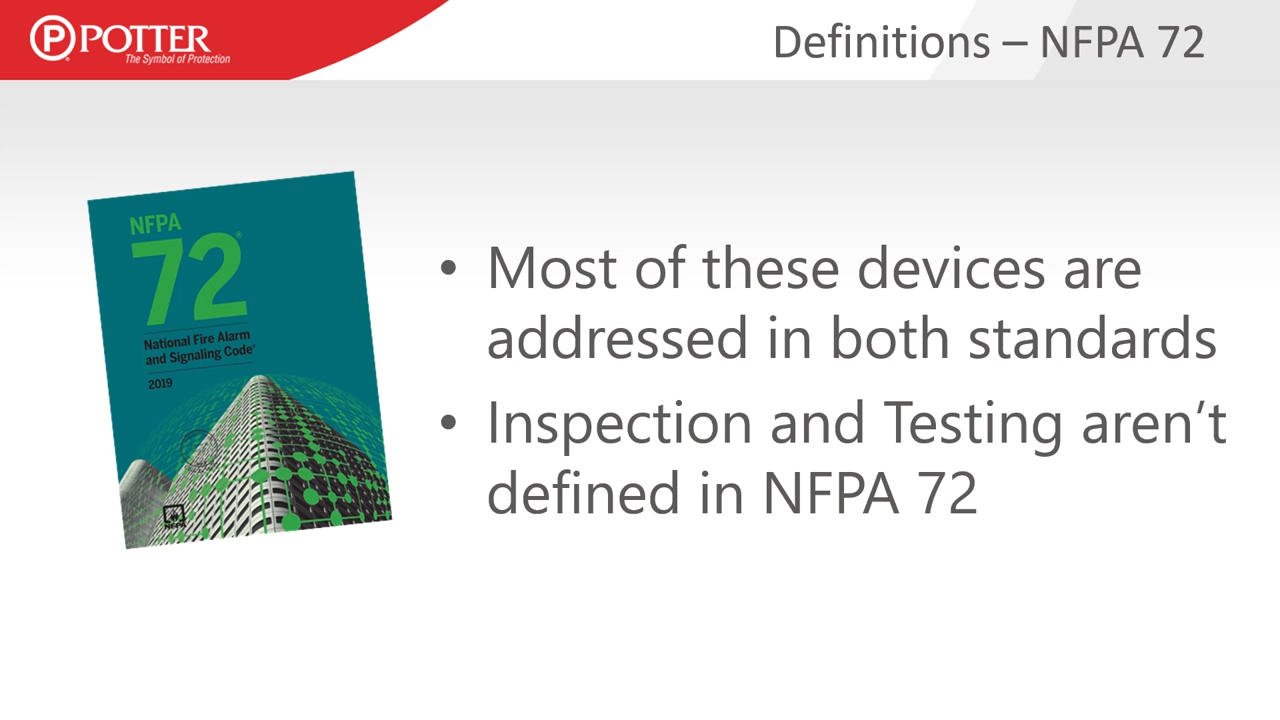 POTTER
The Symbol of Protection
Definitions – NFPA 72
NFPA
72®
National Fire Alarm
and Signaling Code®
2019
NFPA
• Most of these devices are
addressed in both standards
• Inspection and Testing aren’t
defined in NFPA 72